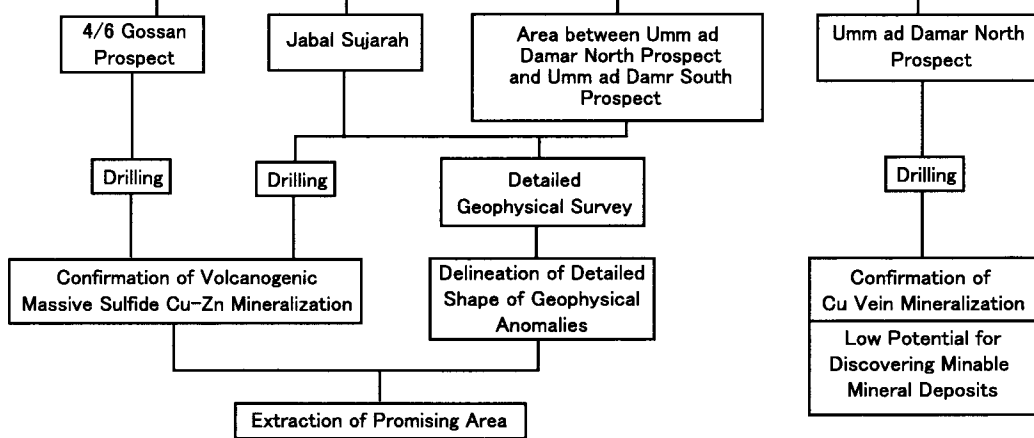 4/6 Gossan
Prospect
Jabal Sujarah
Area between Umm ad
Damar North Prospect
and Umm ad Damr South
Prospect
Umm ad Damar North
Prospect
Drilling
Drilling
Detailed
Geophysical Survey
Drilling
Confirmation of Volcanogenic
Massive Sulfide Cu-Zn Mineralization
Delineation of Detailed
Shape of Geophysical
Anomalies
Confirmation of
Cu Vein Mineralization
Low Potential for
Discovering Minable
Mineral Deposits
Extraction of Promising Area